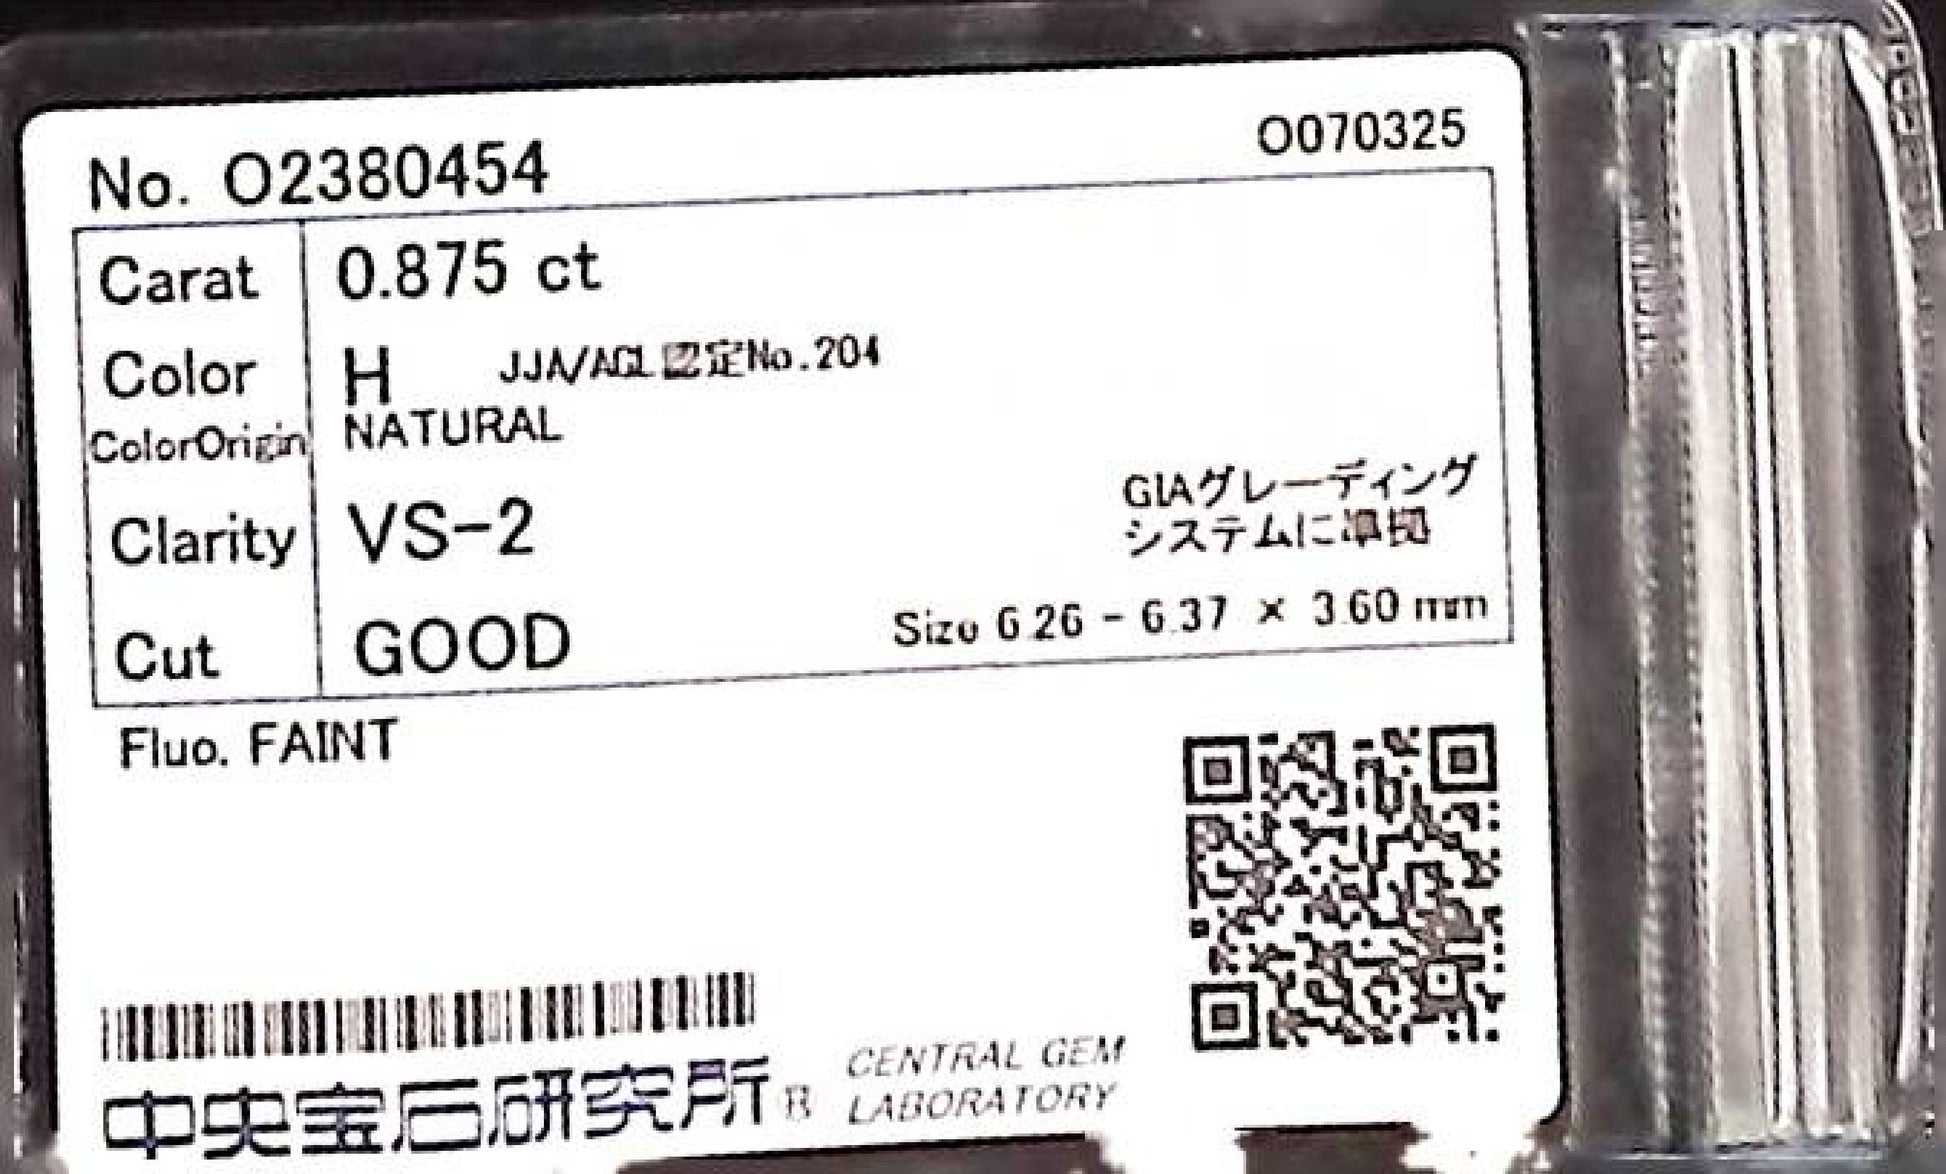 No. O2380454
O070325
Carat 0.875 ct
Color H JJA/AGL認定No.204
ColorOrigin NATURAL
Clarity VS-2
GIAグレーディング
システムに準拠
Cut GOOD
Size 6.26 - 6.37 × 3.60 mm
Fluo. FAINT
中央宝石研究所®
CENTRAL GEM
LABORATORY